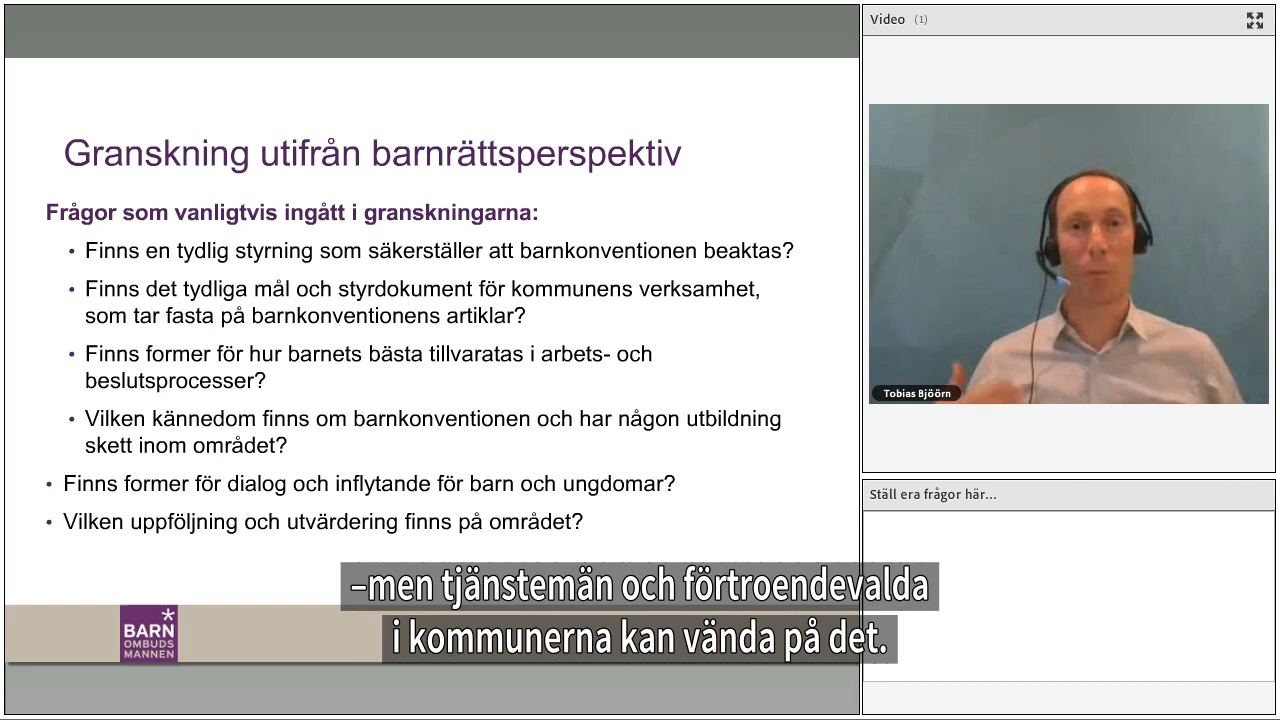 Granskning utifrån barnrättsperspektiv
Frågor som vanligtvis ingått i granskningarna:
• Finns en tydlig styrning som säkerställer att barnkonventionen beaktas?
• Finns det tydliga mål och styrdokument för kommunens verksamhet,
som tar fasta på barnkonventionens artiklar?
• Finns former för hur barnets bästa tillvaratas i arbets- och
beslutsprocesser?
• Vilken kännedom finns om barnkonventionen och har någon utbildning
skett inom området?
• Finns former för dialog och inflytande för barn och ungdomar?
• Vilken uppföljning och utvärdering finns på området?
BARN
OMBUDS
MANNEN
Video (1)
Tobias Bjöörn
Ställ era frågor här...
–men tjänstemän och förtroendevalda
i kommunerna kan vända på det.